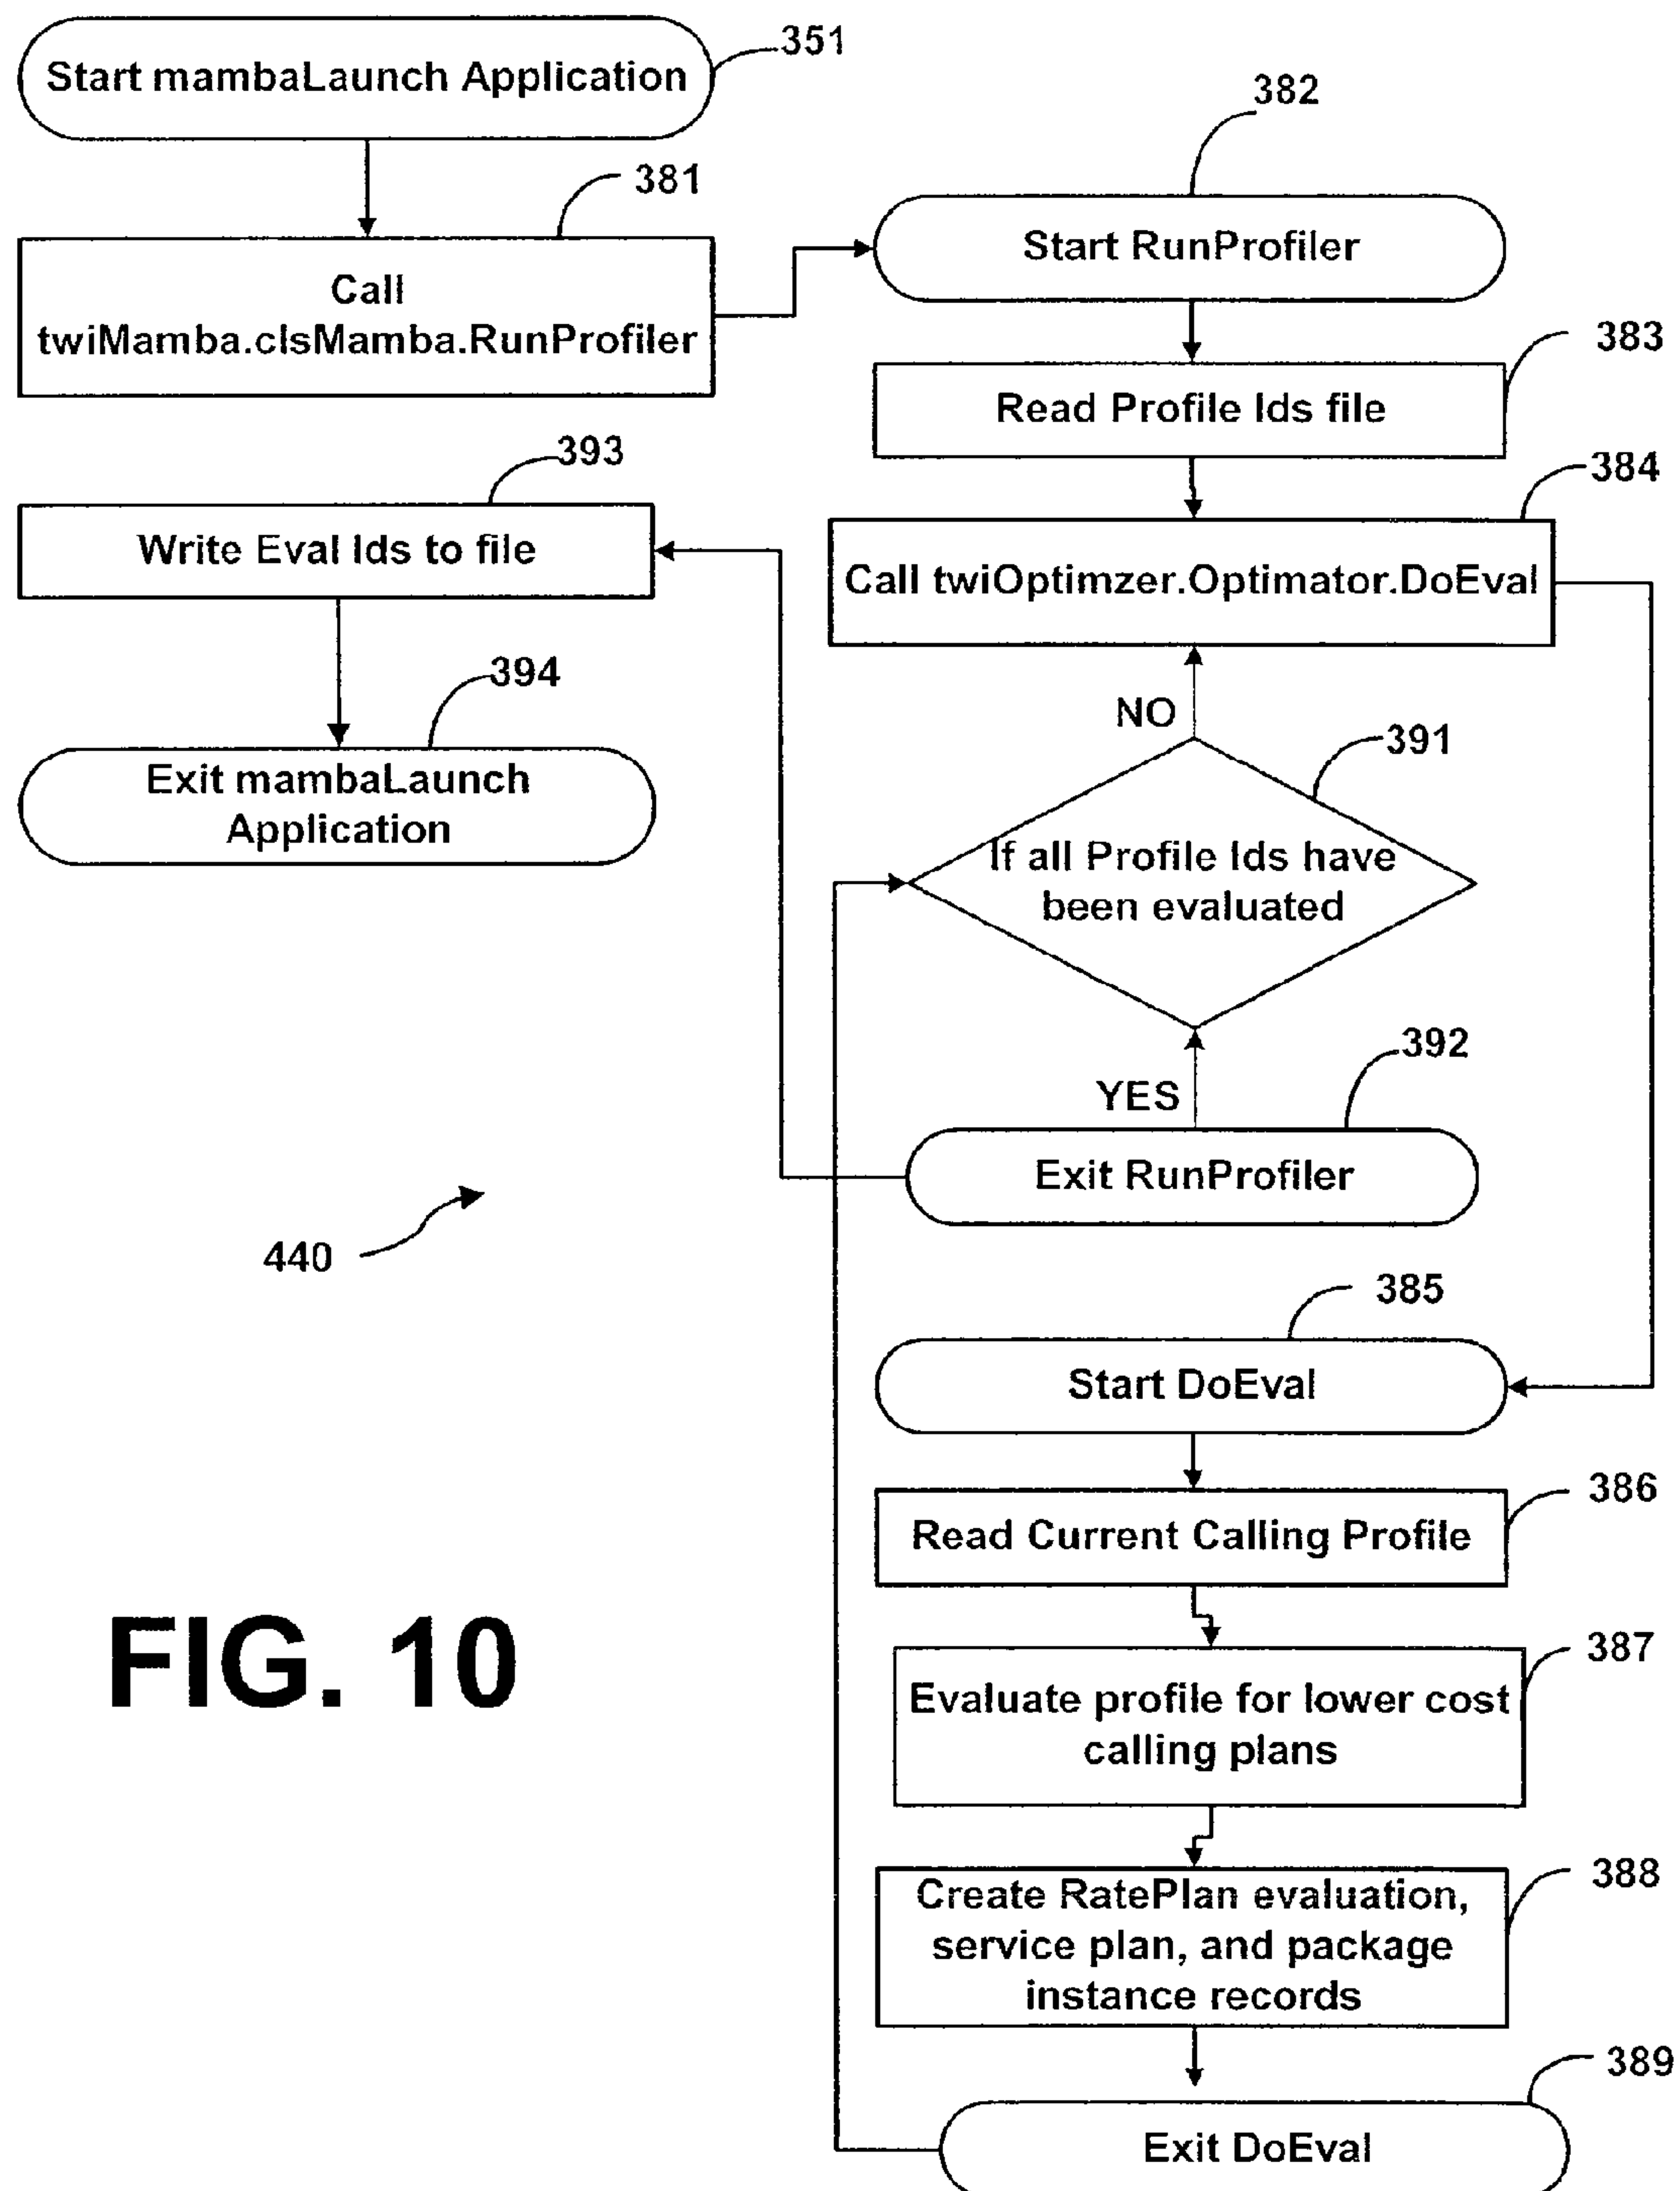 351
Start mambaLaunch Application
382
381
Start RunProfiler
Call
twiMamba.clsMamba.RunProfiler
383
Read Profile Ids file
393
384
Write Eval Ids to file
Call twiOptimzer.Optimator.DoEval
394
NO
391
Exit mambaLaunch
Application
If all Profile Ids have
been evaluated
392
YES
Exit RunProfiler
440
385
Start DoEval
386
Read Current Calling Profile
387
FIG. 10
Evaluate profile for lower cost
calling plans
388
Create RatePlan evaluation,
service plan, and package
instance records
389
Exit DoEval